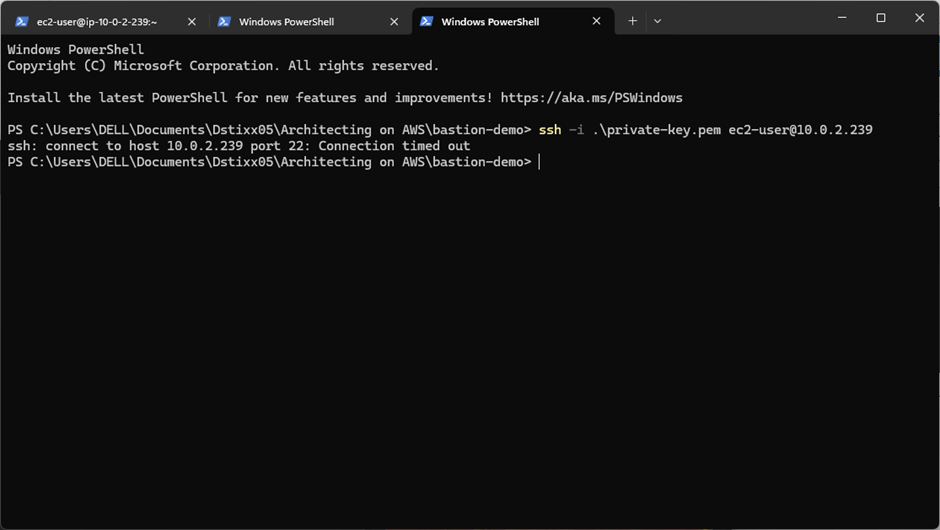 ec2-user@ip-10-0-2-239:~
Windows PowerShell
Windows PowerShell
Windows PowerShell
Copyright (C) Microsoft Corporation. All rights reserved.
Install the latest PowerShell for new features and improvements! https://aka.ms/PSWindows
PS C:\Users\DELL\Documents\Dstixx05\Architecting on AWS\bastion-demo> ssh -i .\private-key.pem ec2-user@10.0.2.239
ssh: connect to host 10.0.2.239 port 22: Connection timed out
PS C:\Users\DELL\Documents\Dstixx05\Architecting on AWS\bastion-demo>